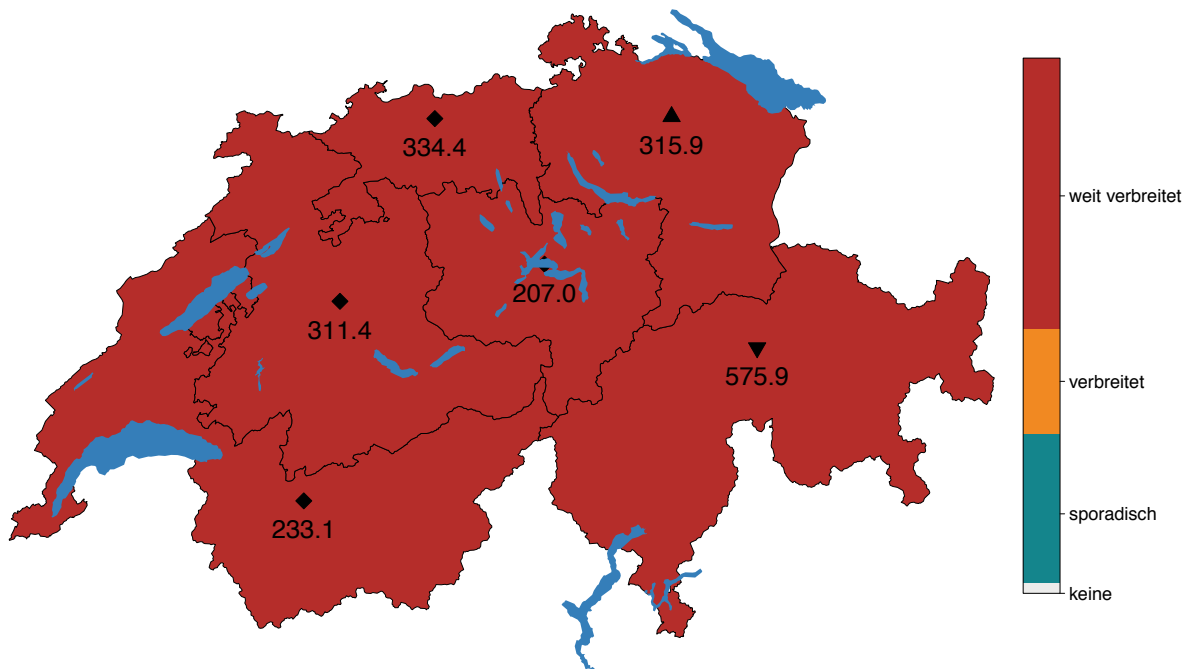 334.4
315.9
207.0
311.4
575.9
233.1
weit verbreitet
verbreitet
sporadisch
keine